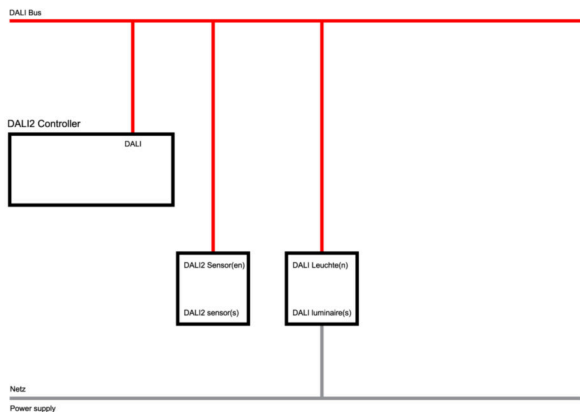 DALI Bus
DALI2 Controller
DALI
DALI2 Sensor(en)
DALI Leuchte(n)
DALI2 sensor(s)
DALI luminaire(s)
Netz
Power supply